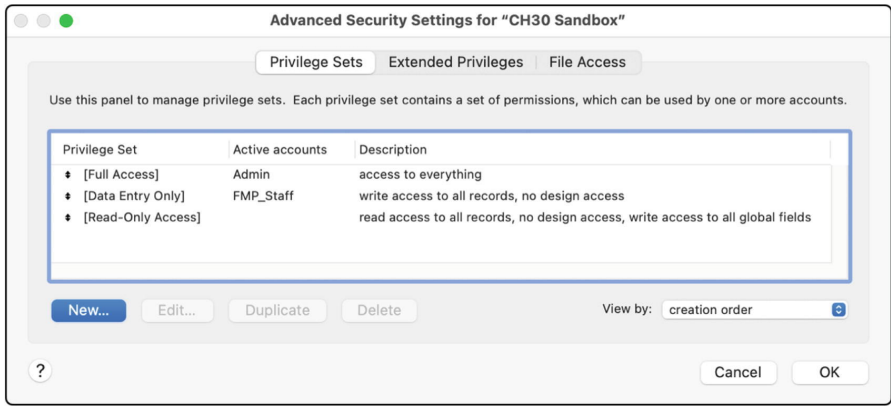 Advanced Security Settings for “CH30 Sandbox”
Privilege Sets Extended Privileges File Access
Use this panel to manage privilege sets. Each privilege set contains a set of permissions, which can be used by one or more accounts.
Privilege Set Active accounts Description
[Full Access] Admin access to everything
[Data Entry Only] FMP_Staff write access to all records, no design access
[Read-Only Access] read access to all records, no design access, write access to all global fields
New... Edit... Duplicate Delete View by: creation order
? Cancel OK